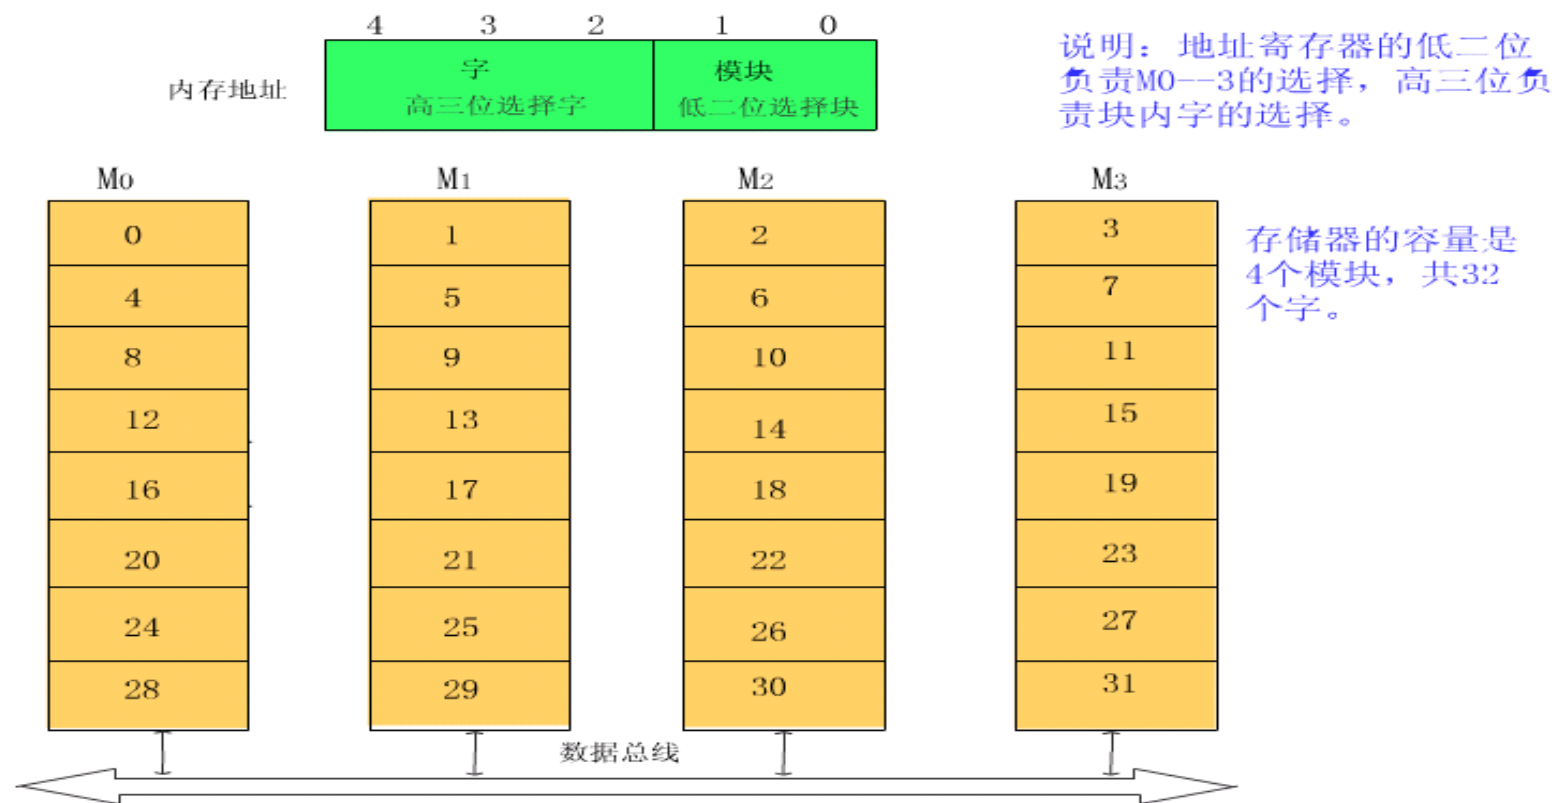 4 3 2 1 0
内存地址
字 模块
高三位选择字 低二位选择块
说明：地址寄存器的低二位
负责M0--3的选择，高三位负
责块内字的选择。
M0 M1 M2 M3
0 1 2 3
4 5 6 7
8 9 10 11
12 13 14 15
16 17 18 19
20 21 22 23
24 25 26 27
28 29 30 31
存储器的容量是
4个模块，共32
个字。
数据总线